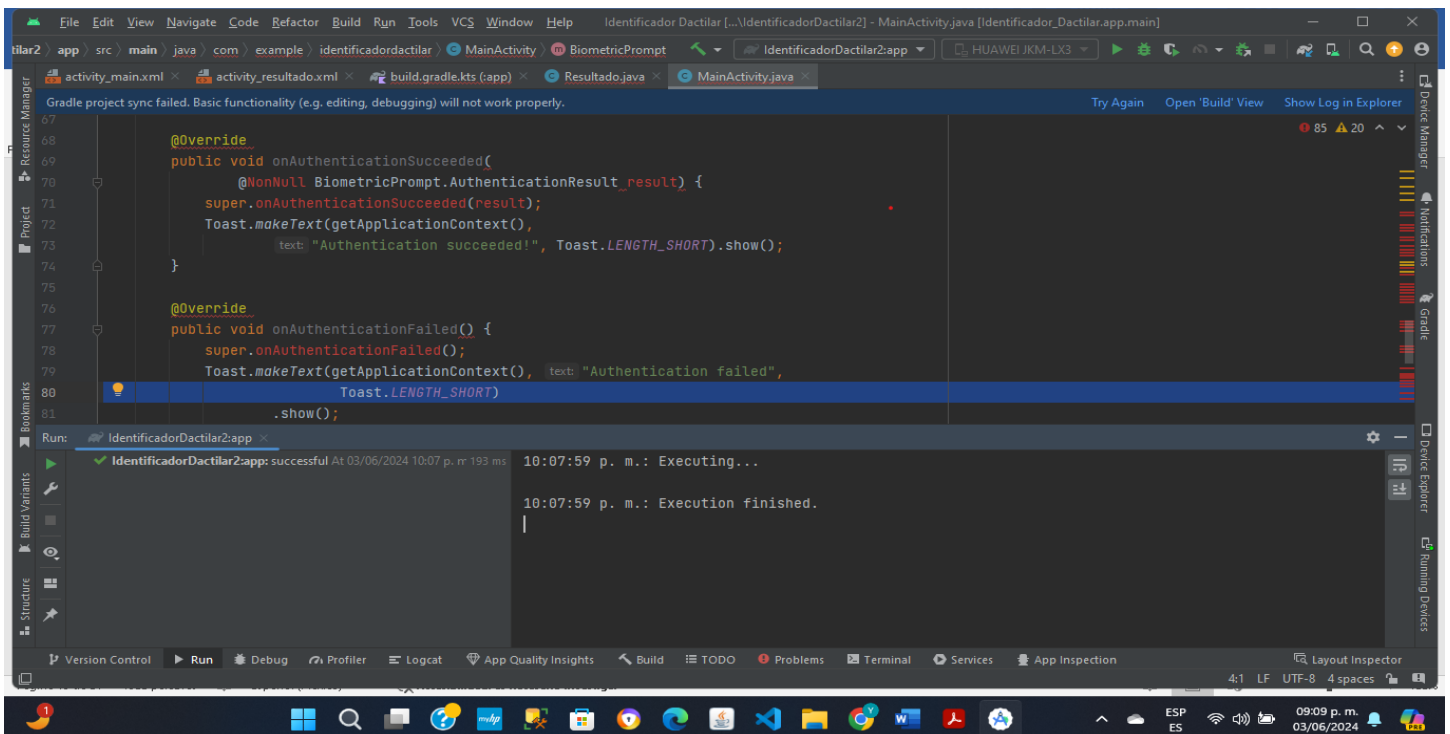 File Edit View Navigate Code Refactor Build Run Tools VCS Window Help Identificador Dactilar [...\IdentificadorDactilar2] - MainActivity.java [Identificador_Dactilar.app.main]
tilar2 app src main java com example identificadordactilar MainActivity BiometricPrompt IdentificadorDactilar2:app HUAWEI JKM-LX3
activity_main.xml activity_resultado.xml build.gradle.kts (:app) Resultado.java MainActivity.java
Gradle project sync failed. Basic functionality (e.g. editing, debugging) will not work properly. Try Again Open 'Build' View Show Log in Explorer
85 20
67
68 @Override
69 public void onAuthenticationSucceeded(
70 @NonNull BiometricPrompt.AuthenticationResult result) {
71 super.onAuthenticationSucceeded(result);
72 Toast.makeText(getApplicationContext(),
73 text: "Authentication succeeded!", Toast.LENGTH_SHORT).show();
74 }
75
76 @Override
77 public void onAuthenticationFailed() {
78 super.onAuthenticationFailed();
79 Toast.makeText(getApplicationContext(), text: "Authentication failed",
80 Toast.LENGTH_SHORT)
81 .show();
Resource Manager
Project
Bookmarks
Build Variants
Structure
Device Manager
Notifications
Gradle
Device Explorer
Running Devices
Run: IdentificadorDactilar2:app
IdentificadorDactilar2:app: successful At 03/06/2024 10:07 p. m 193 ms
10:07:59 p. m.: Executing...
10:07:59 p. m.: Execution finished.
Version Control Run Debug Profiler Logcat App Quality Insights Build TODO Problems Terminal Services App Inspection Layout Inspector
4:1 LF UTF-8 4 spaces
1 ESP 09:09 p. m.
ES 03/06/2024